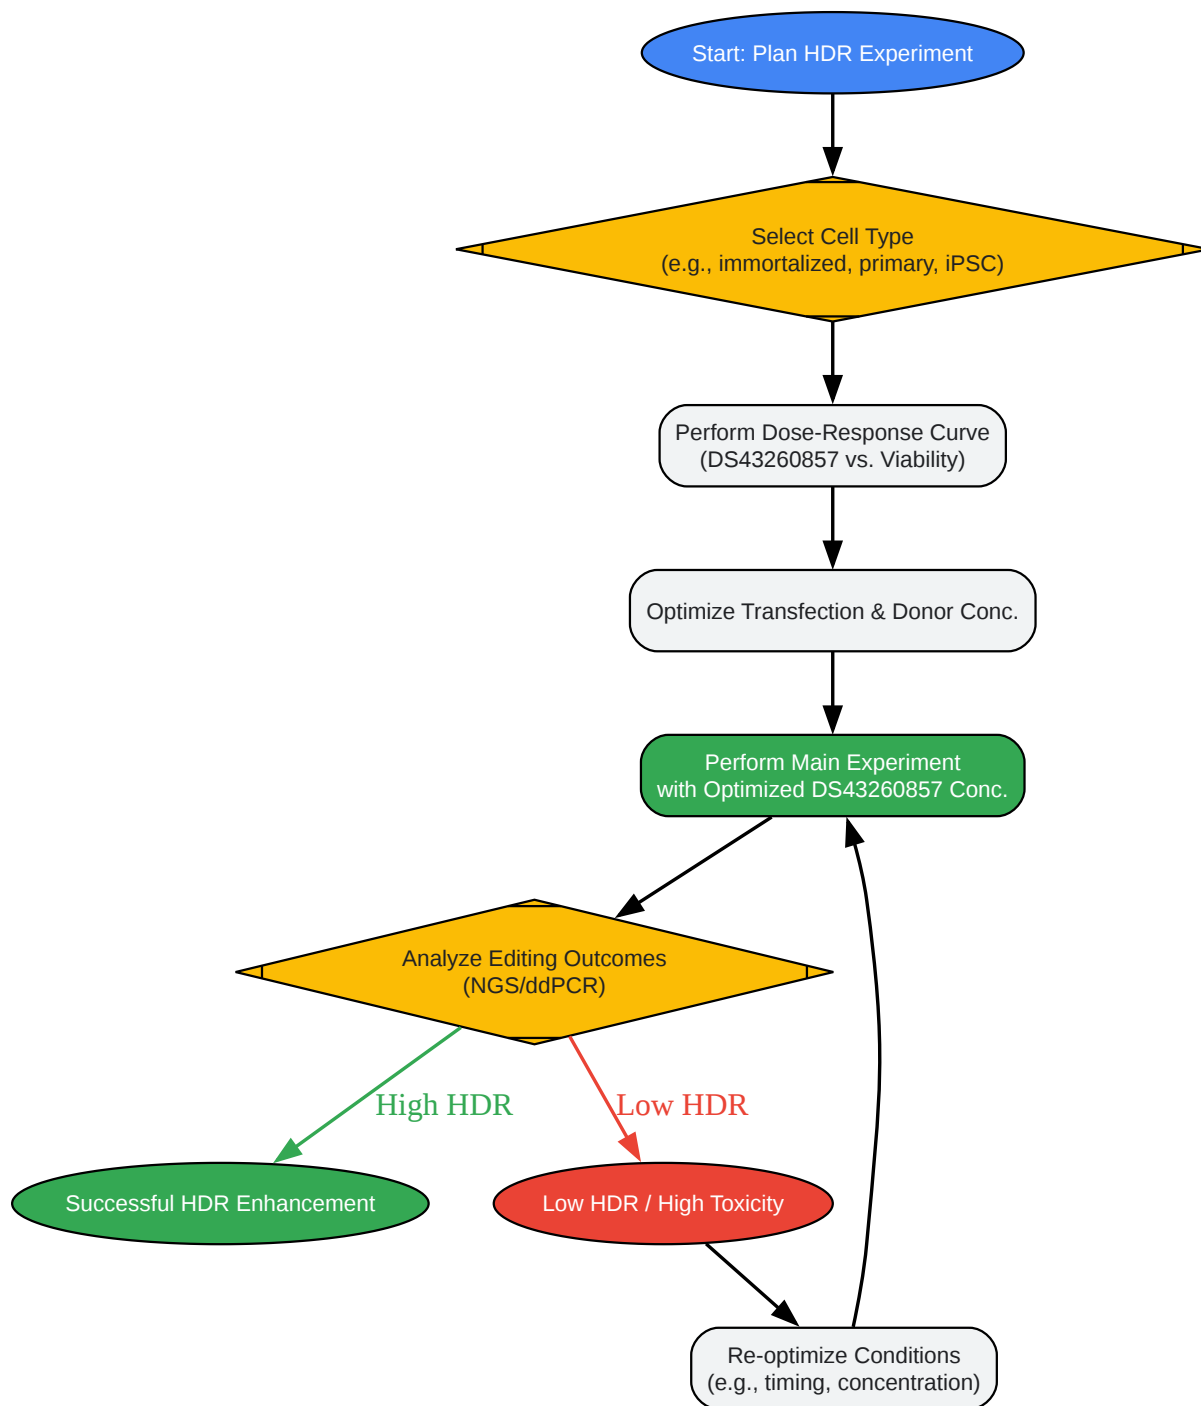 Start: Plan HDR Experiment
Select Cell Type
(e.g., immortalized, primary, iPSC)
Perform Dose-Response Curve
(DS43260857 vs. Viability)
Optimize Transfection & Donor Conc.
Perform Main Experiment
with Optimized DS43260857 Conc.
Analyze Editing Outcomes
(NGS/ddPCR)
High HDR
Low HDR
Successful HDR Enhancement
Low HDR / High Toxicity
Re-optimize Conditions
(e.g., timing, concentration)